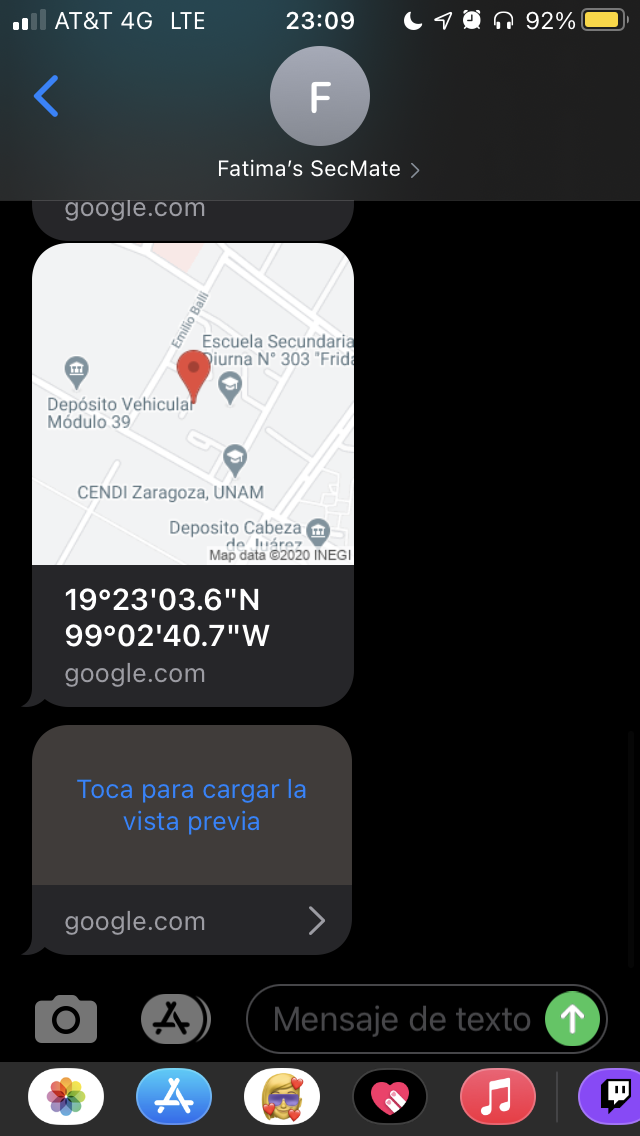 AT&T 4G LTE 23:09 92%
F
Fatima’s SecMate
google.com
Emilio Balli
Escuela Secundaria
Diurna N° 303 "Frida
Depósito Vehicular
Módulo 39
CENDI Zaragoza, UNAM
Deposito Cabeza
de Juárez
Map data ©2020 INEGI
19°23'03.6"N
99°02'40.7"W
google.com
Toca para cargar la
vista previa
google.com
Mensaje de texto